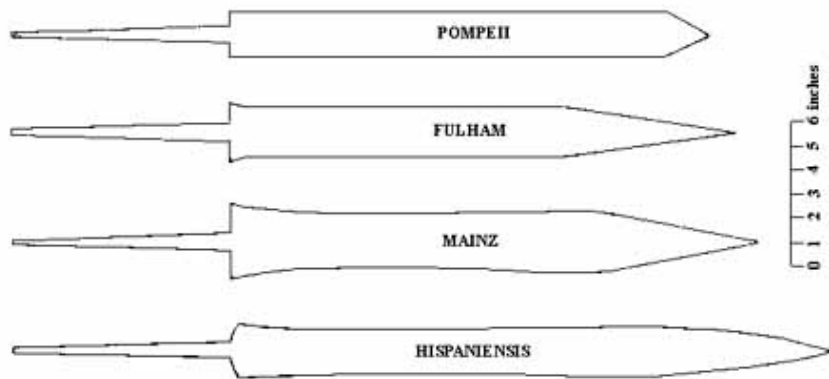 POMPEII
FULHAM
MAINZ
HISPANIENSIS
0 1 2 3 4 5 6 inches